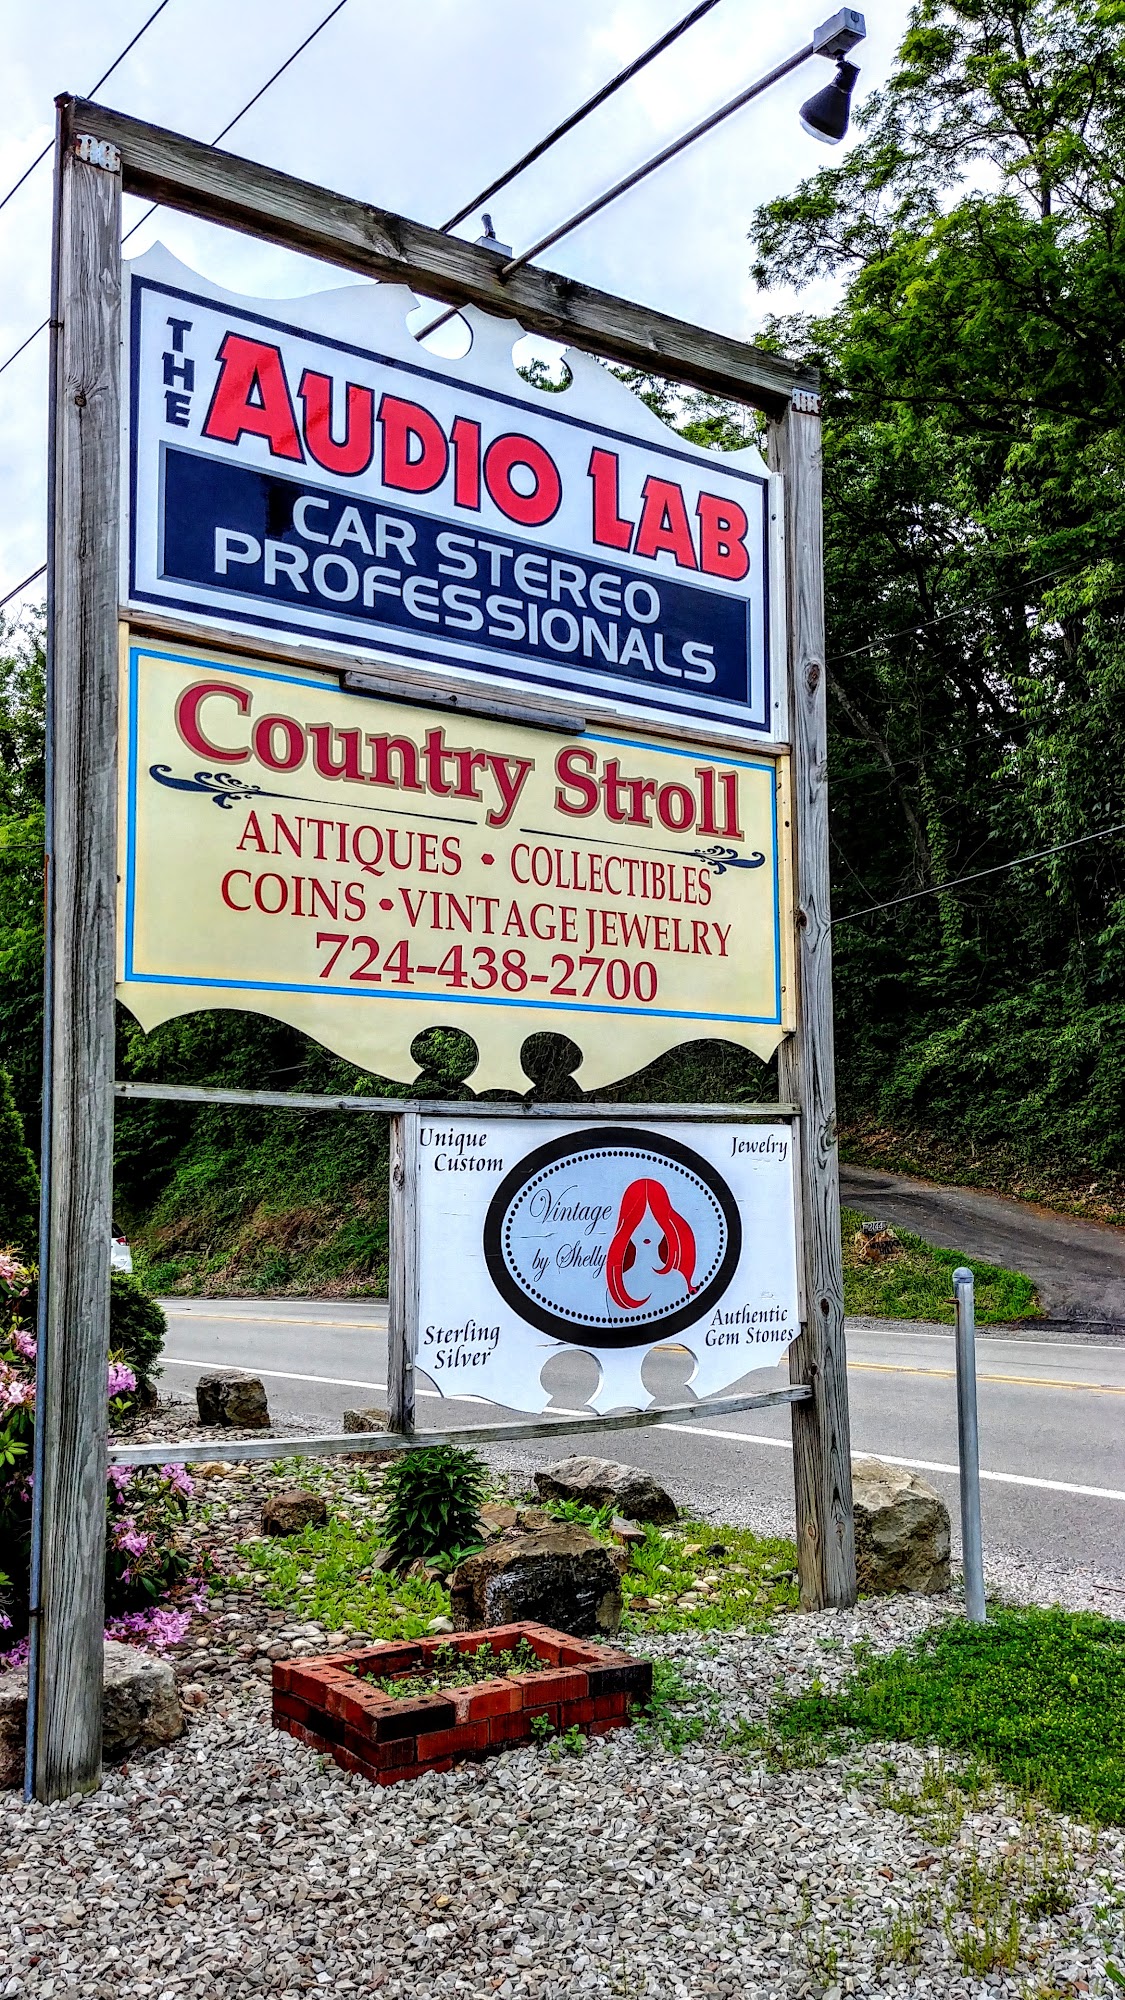 THE AUDIO LAB
CAR STEREO
PROFESSIONALS
Country Stroll
ANTIQUES • COLLECTIBLES
COINS • VINTAGE JEWELRY
724-438-2700
Unique
Custom
Jewelry
Vintage
by Shelly
Sterling
Silver
Authentic
Gem Stones